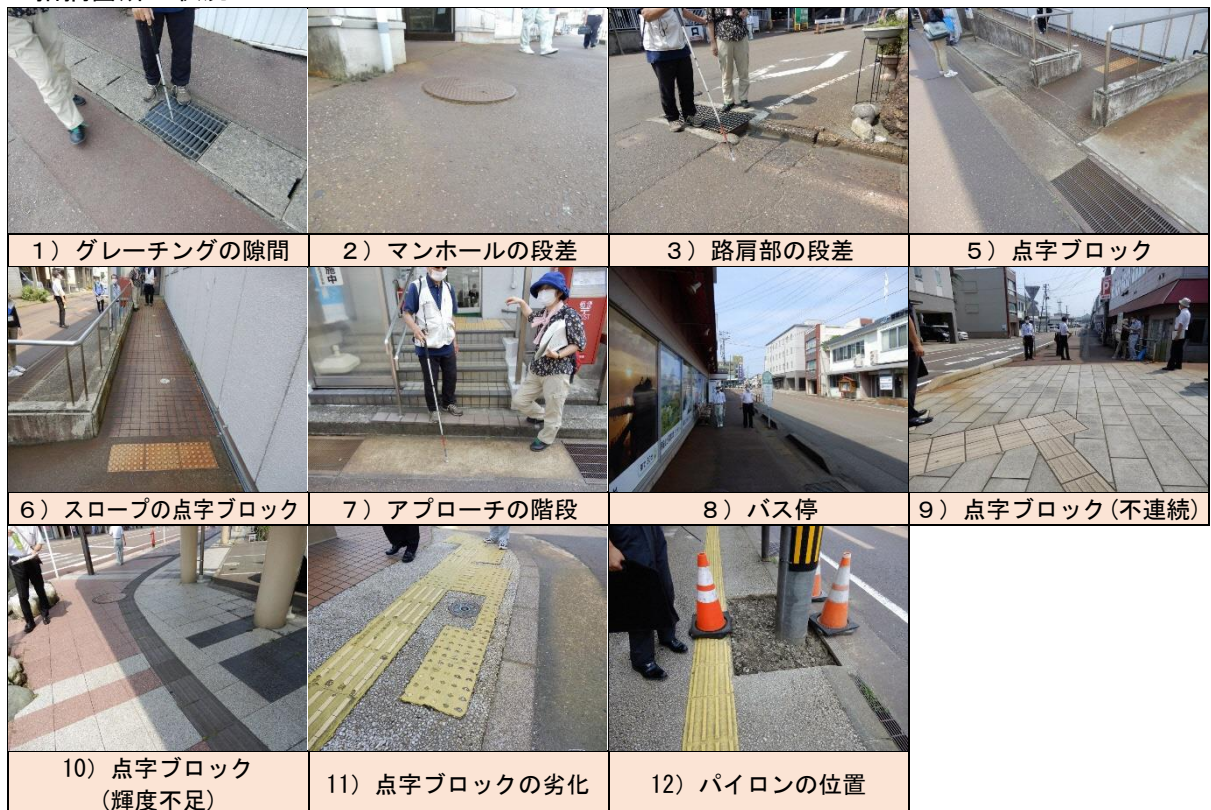 1）グレーチングの隙間
2）マンホールの段差
3）路肩部の段差
5）点字ブロック
6）スロープの点字ブロック
7）アプローチの階段
8）バス停
9）点字ブロック(不連続)
10）点字ブロック
(輝度不足)
11）点字ブロックの劣化
12）パイロンの位置